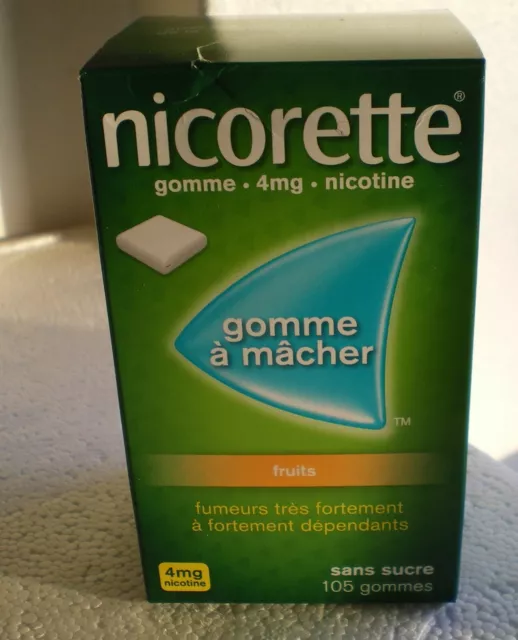 nicorette®
gomme • 4mg • nicotine
gomme
à mâcher
TM
fruits
fumeurs très fortement
à fortement dépendants
4mg
nicotine
sans sucre
105 gommes